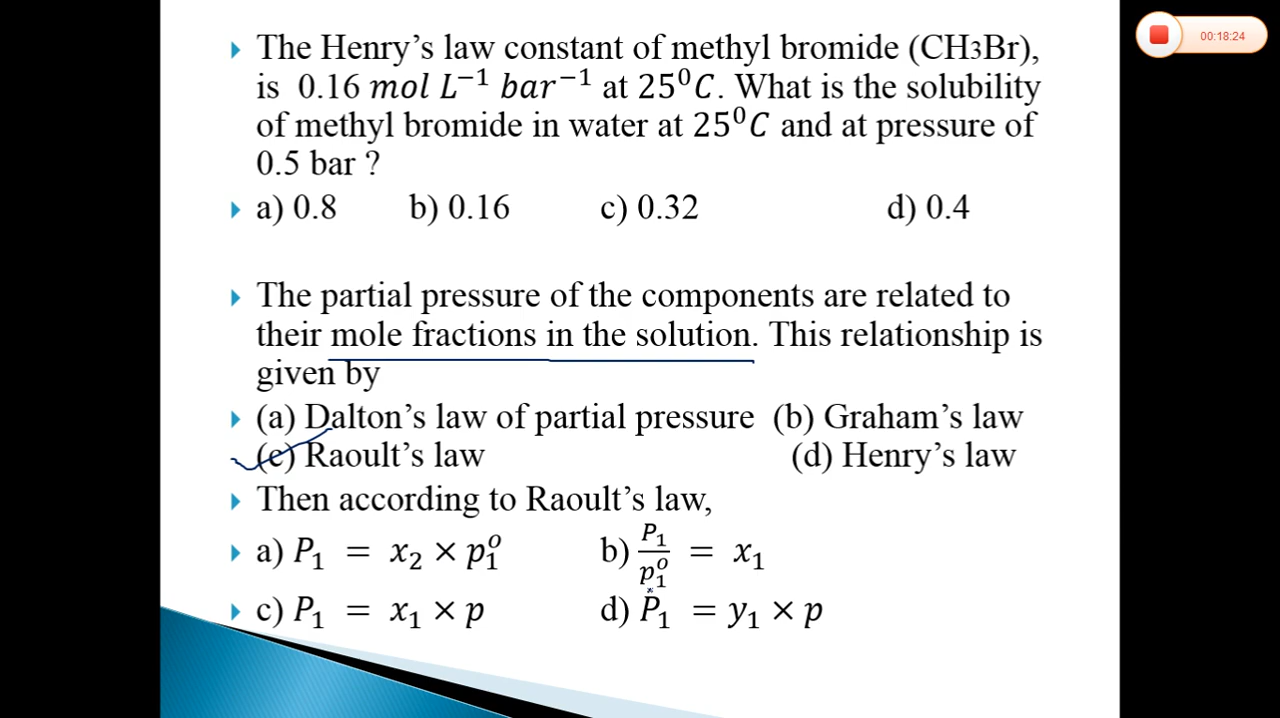 The Henry's law constant of methyl bromide (CH3Br),
is 0.16 mol L⁻¹ bar⁻¹ at 25⁰C. What is the solubility
of methyl bromide in water at 25⁰C and at pressure of
0.5 bar ?
a) 0.8 b) 0.16 c) 0.32 d) 0.4
The partial pressure of the components are related to
their mole fractions in the solution. This relationship is
given by
(a) Dalton's law of partial pressure (b) Graham's law
(c) Raoult's law (d) Henry's law
Then according to Raoult's law,
a) P₁ = x₂ × p₁ᵒ b) P₁/p₁ᵒ = x₁
c) P₁ = x₁ × p d) P₁ = y₁ × p
00:18:24